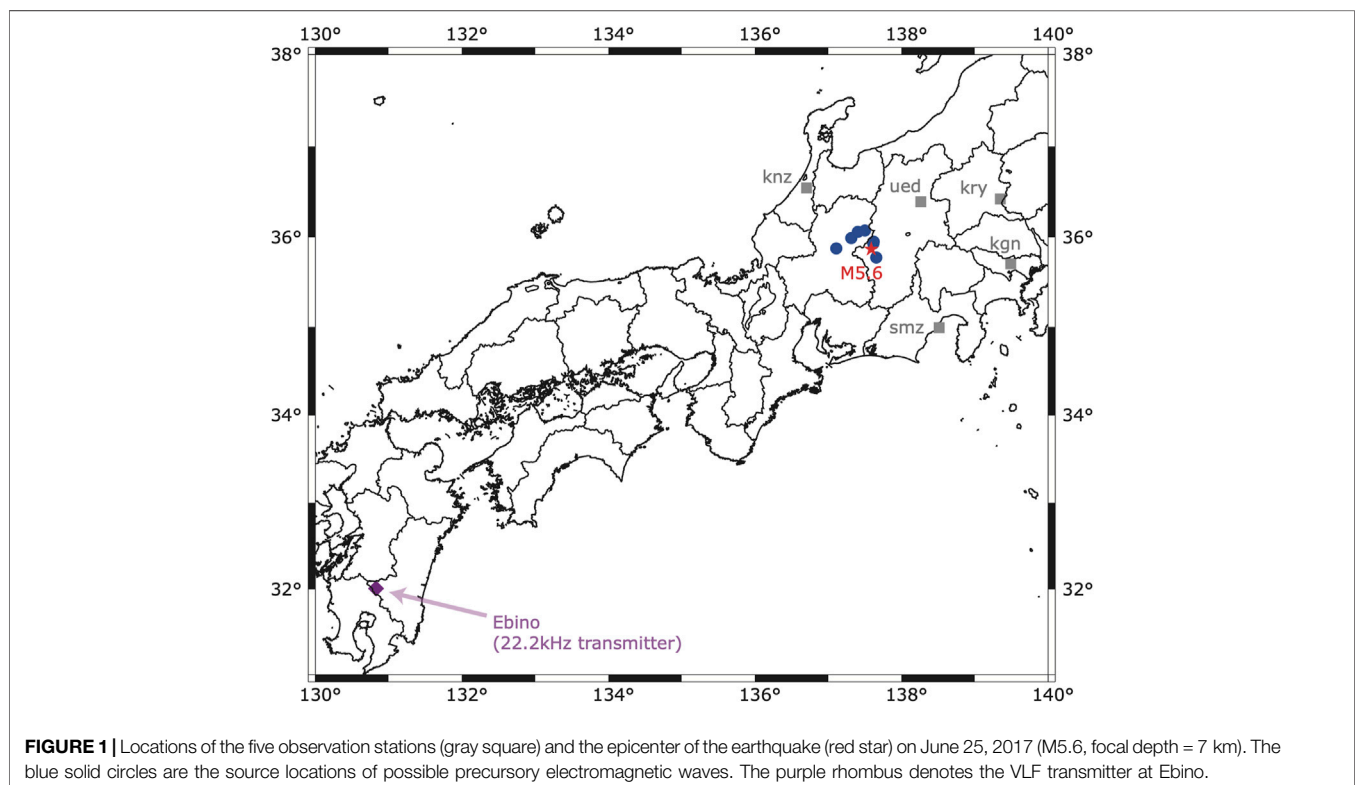 130° 132° 134° 136° 138° 140°
38° 38°
knz ued kry
36° 36°
kgn
M5.6
smz
34° 34°
32° 32°
Ebino
(22.2kHz transmitter)
130° 132° 134° 136° 138° 140°
FIGURE 1 | Locations of the five observation stations (gray square) and the epicenter of the earthquake (red star) on June 25, 2017 (M5.6, focal depth = 7 km). The
blue solid circles are the source locations of possible precursory electromagnetic waves. The purple rhombus denotes the VLF transmitter at Ebino.